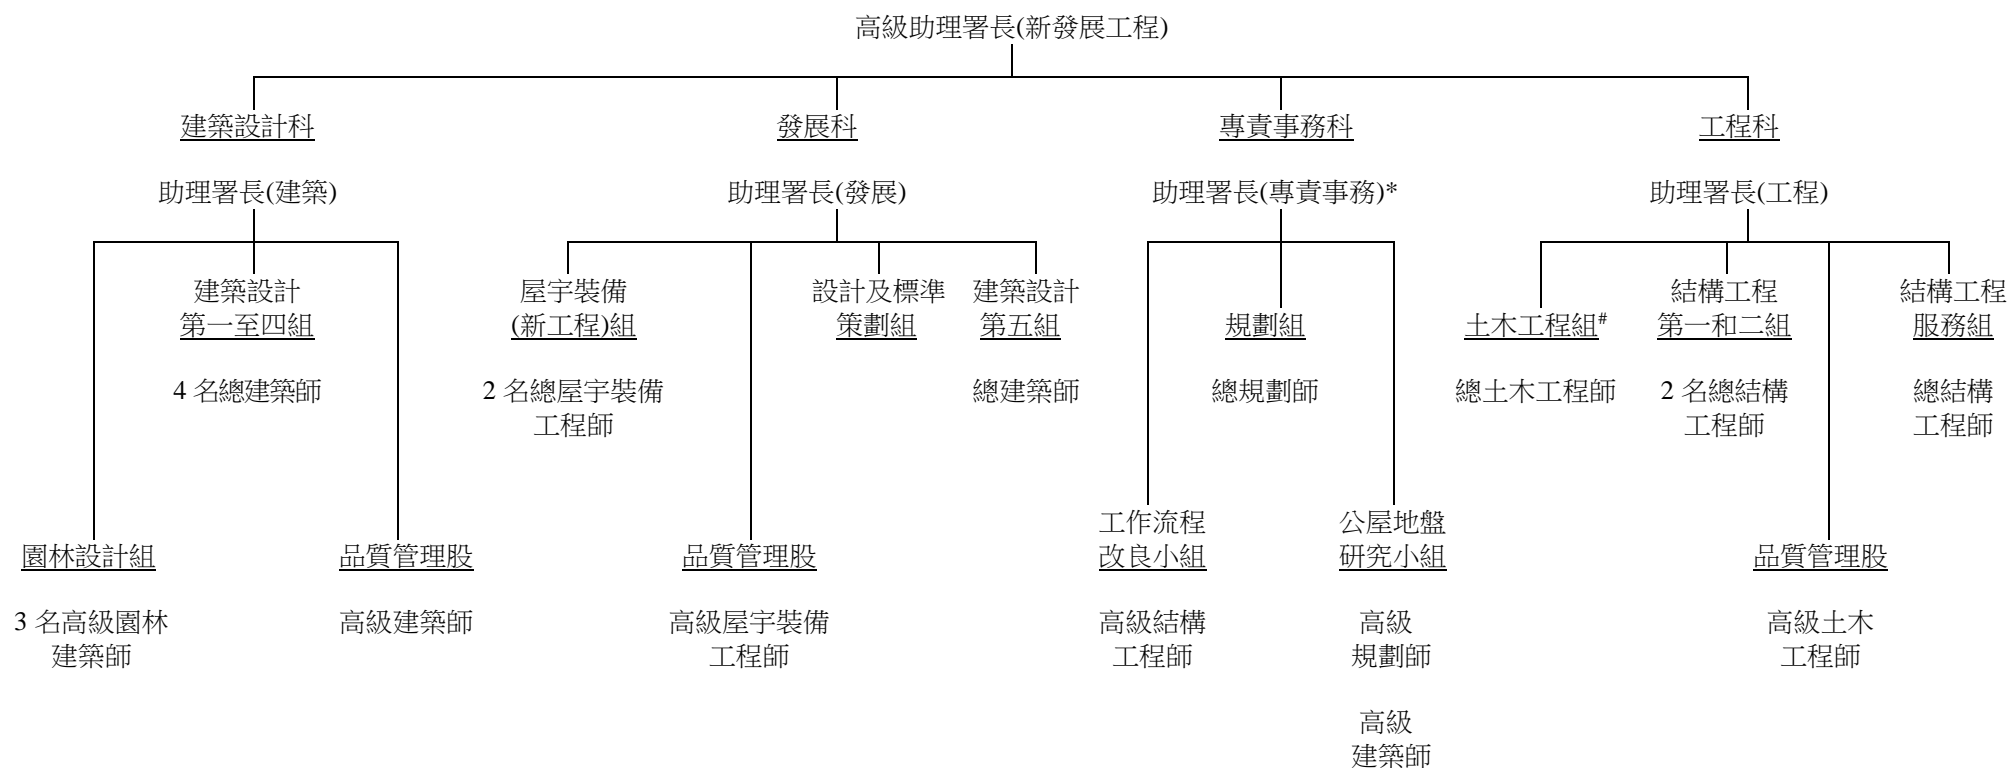 高級助理署長(新發展工程)
建築設計科
發展科
專責事務科
工程科
助理署長(建築)
助理署長(發展)
助理署長(專責事務)*
助理署長(工程)
建築設計
第一至四組
4 名總建築師
屋宇裝備
(新工程)組
2 名總屋宇裝備
工程師
設計及標準
策劃組
建築設計
第五組
總建築師
規劃組
總規劃師
土木工程組#
總土木工程師
結構工程
第一和二組
2 名總結構
工程師
結構工程
服務組
總結構
工程師
園林設計組
3 名高級園林
建築師
品質管理股
高級建築師
品質管理股
高級屋宇裝備
工程師
工作流程
改良小組
高級結構
工程師
公屋地盤
研究小組
高級
規劃師
高級
建築師
品質管理股
高級土木
工程師